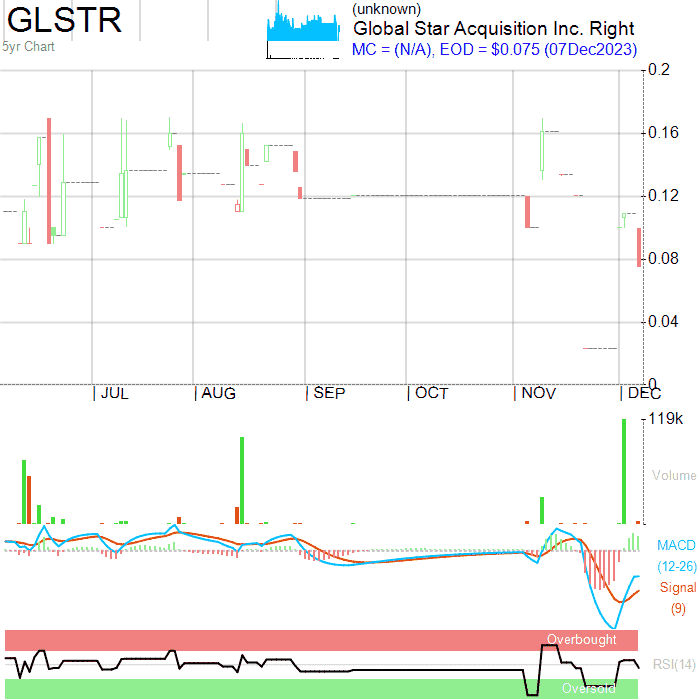 GLSTR
5yr Chart
(unknown)
Global Star Acquisition Inc. Right
MC = (N/A), EOD = $0.075 (07Dec2023)
0.2
0.16
0.12
0.08
0.04
0
JUL AUG SEP OCT NOV DEC
119k
Volume
MACD
(12-26)
Signal
(9)
Overbought
RSI(14)
Oversold